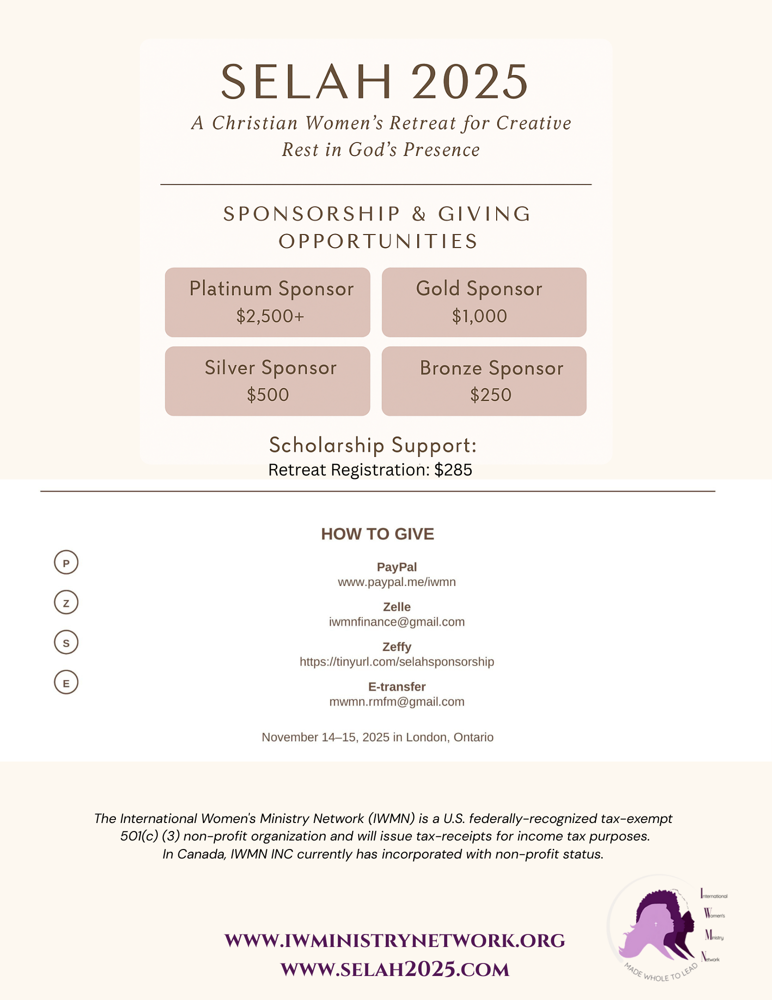 SELAH 2025
A Christian Women’s Retreat for Creative
Rest in God’s Presence
SPONSORSHIP & GIVING
OPPORTUNITIES
Platinum Sponsor
$2,500+
Gold Sponsor
$1,000
Silver Sponsor
$500
Bronze Sponsor
$250
Scholarship Support:
Retreat Registration: $285
HOW TO GIVE
P
PayPal
www.paypal.me/iwmn
Z
Zelle
iwmnfinance@gmail.com
S
Zeffy
https://tinyurl.com/selahsponsorship
E
E-transfer
mwmn.rmfm@gmail.com
November 14–15, 2025 in London, Ontario
The International Women's Ministry Network (IWMN) is a U.S. federally-recognized tax-exempt
501(c) (3) non-profit organization and will issue tax-receipts for income tax purposes.
In Canada, IWMN INC currently has incorporated with non-profit status.
International
Women's
Ministry
Network
MADE WHOLE TO LEAD
WWW.IWMINISTRYNETWORK.ORG
WWW.SELAH2025.COM